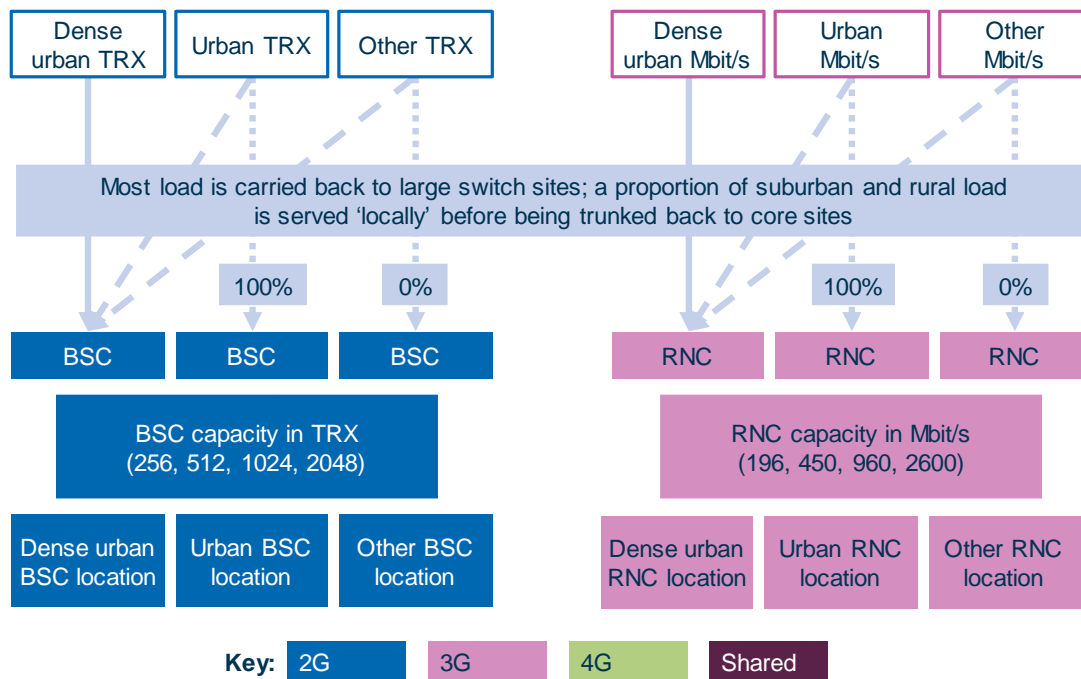 Dense
urban TRX
Urban TRX
Other TRX
Dense
urban Mbit/s
Urban
Mbit/s
Other
Mbit/s
Most load is carried back to large switch sites; a proportion of suburban and rural load
is served ‘locally’ before being trunked back to core sites
100%
0%
100%
0%
BSC
BSC
BSC
RNC
RNC
RNC
BSC capacity in TRX
(256, 512, 1024, 2048)
RNC capacity in Mbit/s
(196, 450, 960, 2600)
Dense urban
BSC location
Urban BSC
location
Other BSC
location
Dense urban
RNC location
Urban RNC
location
Other RNC
location
Key:
2G
3G
4G
Shared